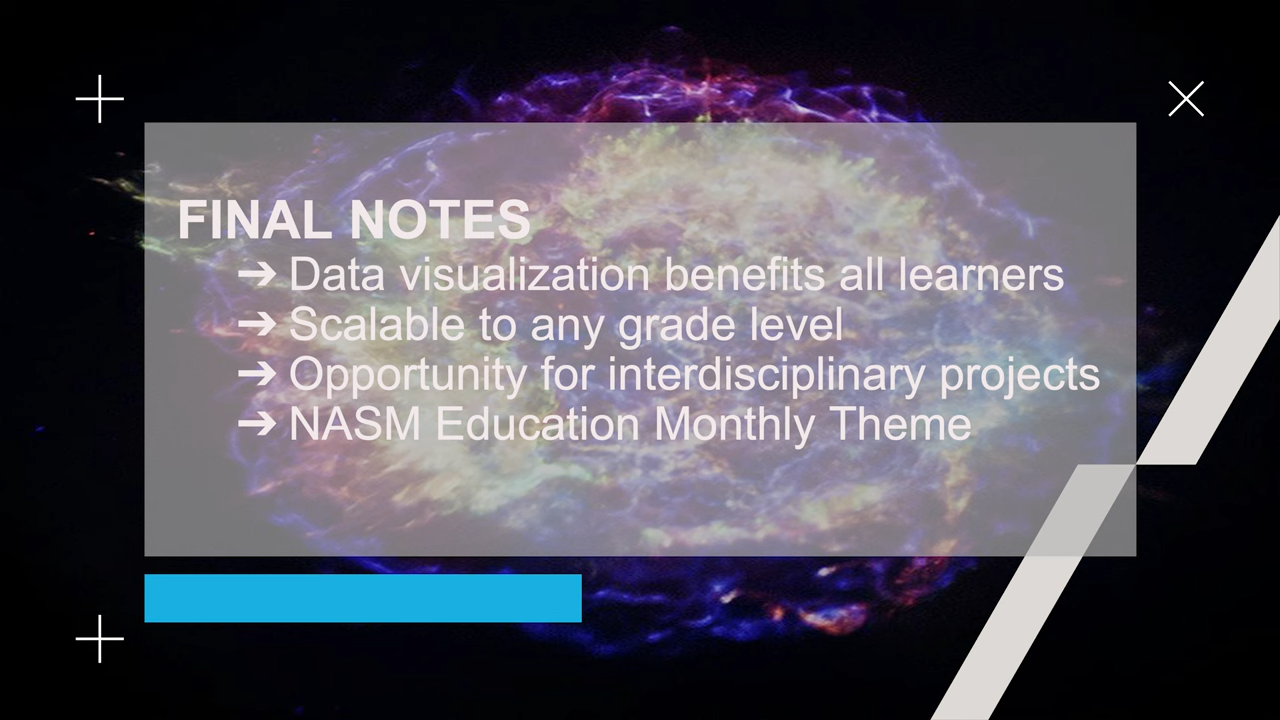 FINAL NOTES
➔ Data visualization benefits all learners
➔ Scalable to any grade level
➔ Opportunity for interdisciplinary projects
➔ NASM Education Monthly Theme